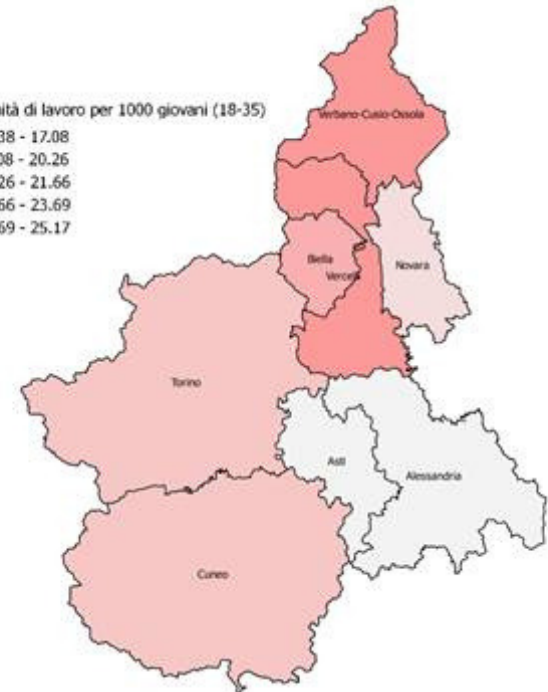 ità di lavoro per 1000 giovani (18-35)
38 - 17.08
08 - 20.26
26 - 21.66
66 - 23.69
69 - 25.17
Verbano-Cusio-Ossola
Biella
Vercelli
Novara
Torino
Asti
Alessandria
Cuneo